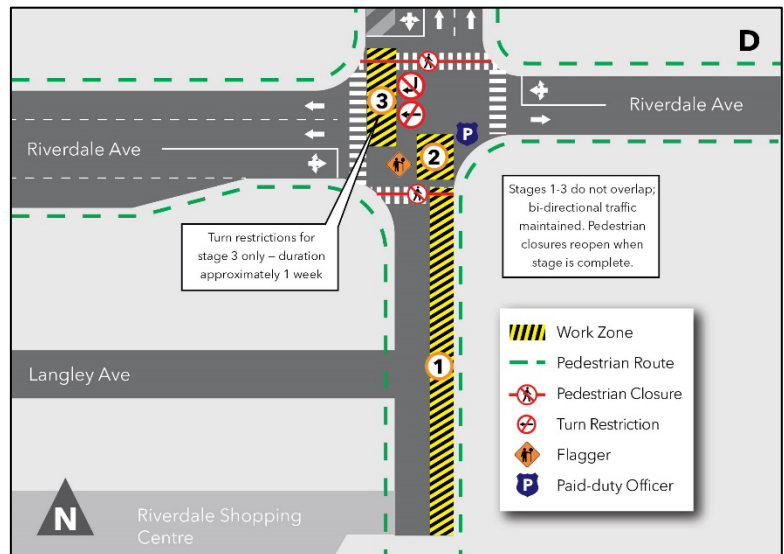 D
Riverdale Ave
Riverdale Ave
3
2
P
Turn restrictions for
stage 3 only – duration
approximately 1 week
Stages 1-3 do not overlap;
bi-directional traffic
maintained. Pedestrian
closures reopen when
stage is complete.
Langley Ave
1
Work Zone
Pedestrian Route
Pedestrian Closure
Turn Restriction
Flagger
P
Paid-duty Officer
N
Riverdale Shopping
Centre